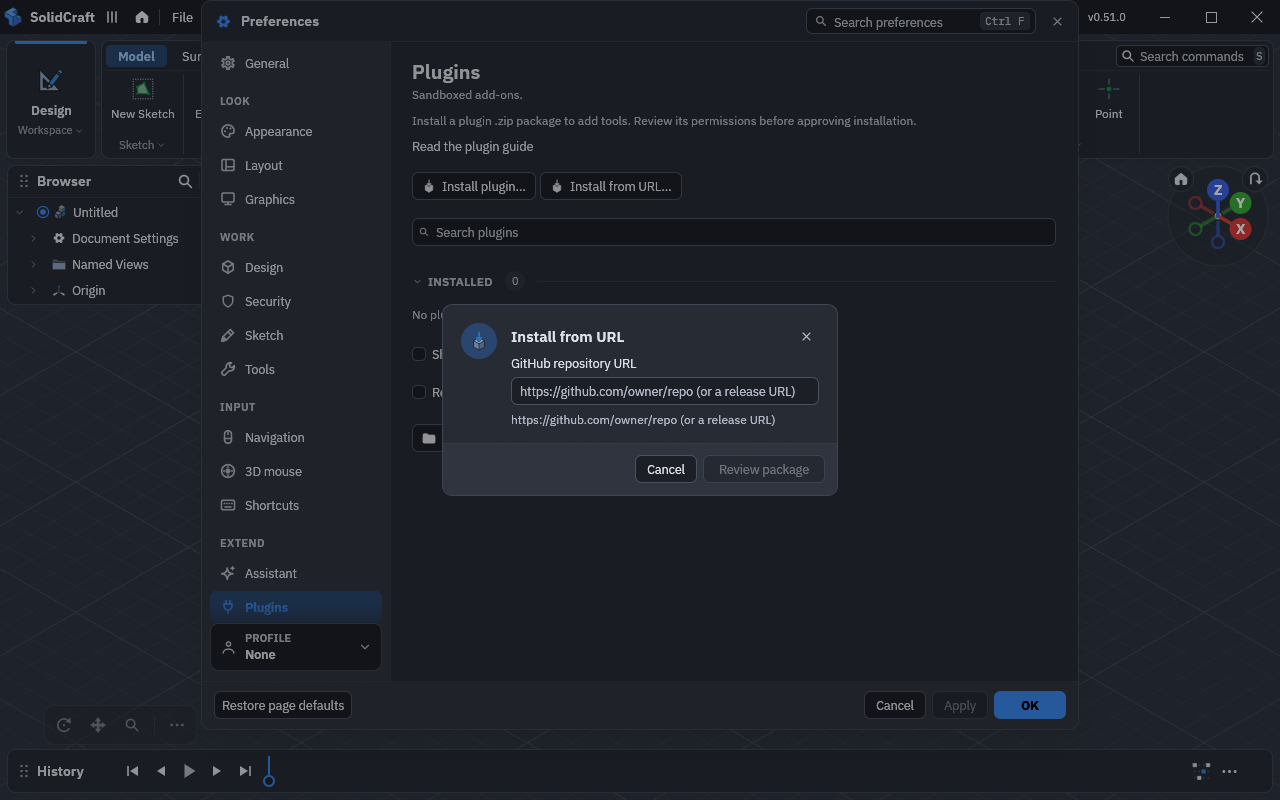 SolidCraft
File
Preferences
Search preferences
Ctrl F
v0.51.0
Model
Sur
Search commands
S
Design
Workspace
New Sketch
Sketch
Point
Browser
Untitled
Document Settings
Named Views
Origin
General
LOOK
Appearance
Layout
Graphics
WORK
Design
Security
Sketch
Tools
INPUT
Navigation
3D mouse
Shortcuts
EXTEND
Assistant
Plugins
PROFILE
None
Plugins
Sandboxed add-ons.
Install a plugin .zip package to add tools. Review its permissions before approving installation.
Read the plugin guide
Install plugin...
Install from URL...
Search plugins
INSTALLED
0
No plu
Install from URL
GitHub repository URL
https://github.com/owner/repo (or a release URL)
https://github.com/owner/repo (or a release URL)
Cancel
Review package
Z
Y
X
Restore page defaults
Cancel
Apply
OK
History